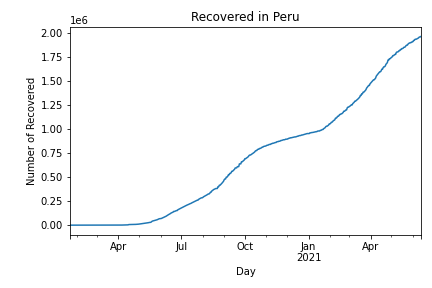 Recovered in Peru
1e6
2.00
1.75
1.50
1.25
1.00
0.75
0.50
0.25
0.00
Number of Recovered
Apr Jul Oct Jan Apr
2021
Day